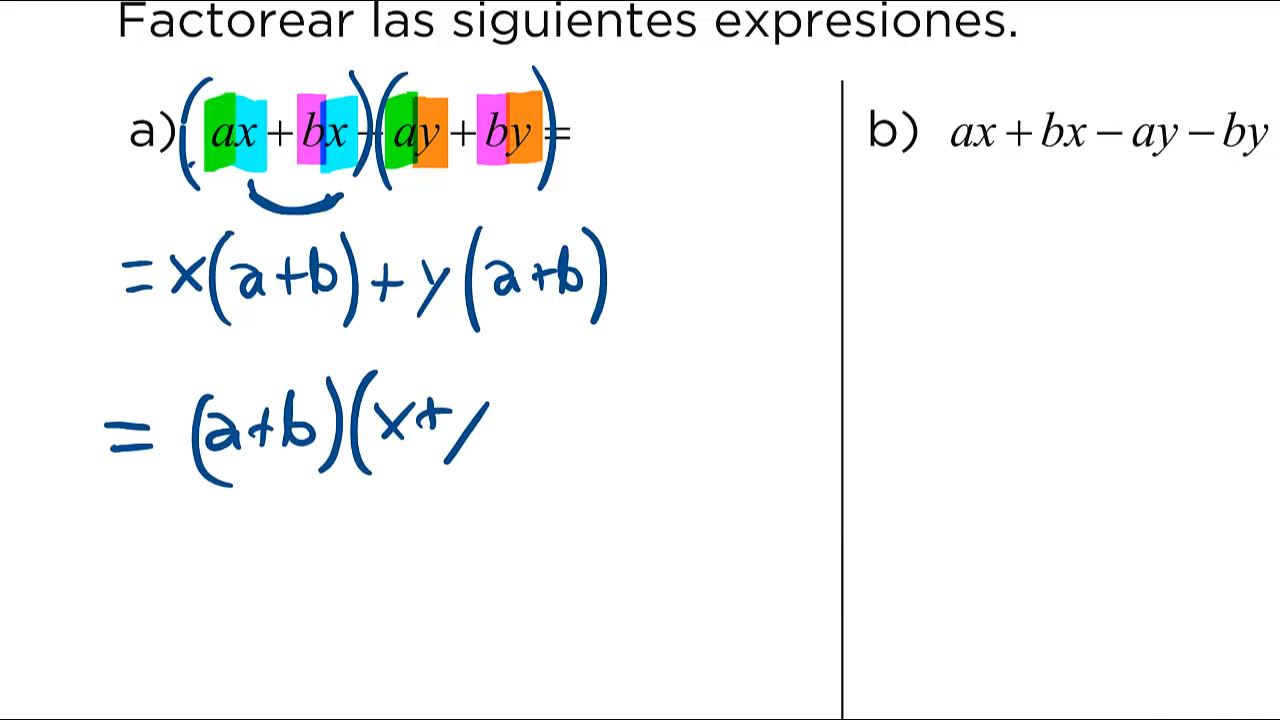 Factorear las siguientes expresiones.
a) (ax + bx) + (ay + by) =
= x(a+b) + y(a+b)
= (a+b)(x+/
b) ax + bx − ay − by